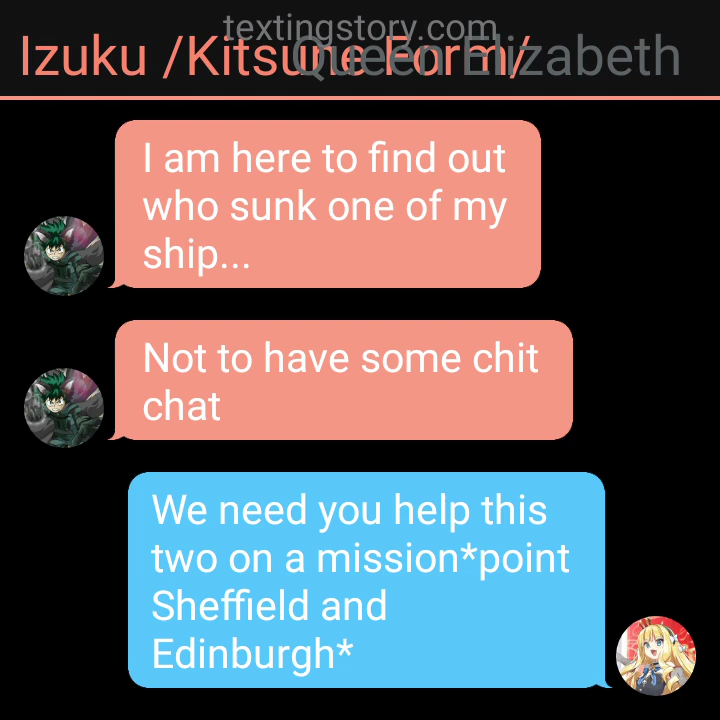 textingstory.com
Izuku /Kitsune Form/
Queen Elizabeth
I am here to find out
who sunk one of my
ship...
Not to have some chit
chat
We need you help this
two on a mission*point
Sheffield and
Edinburgh*